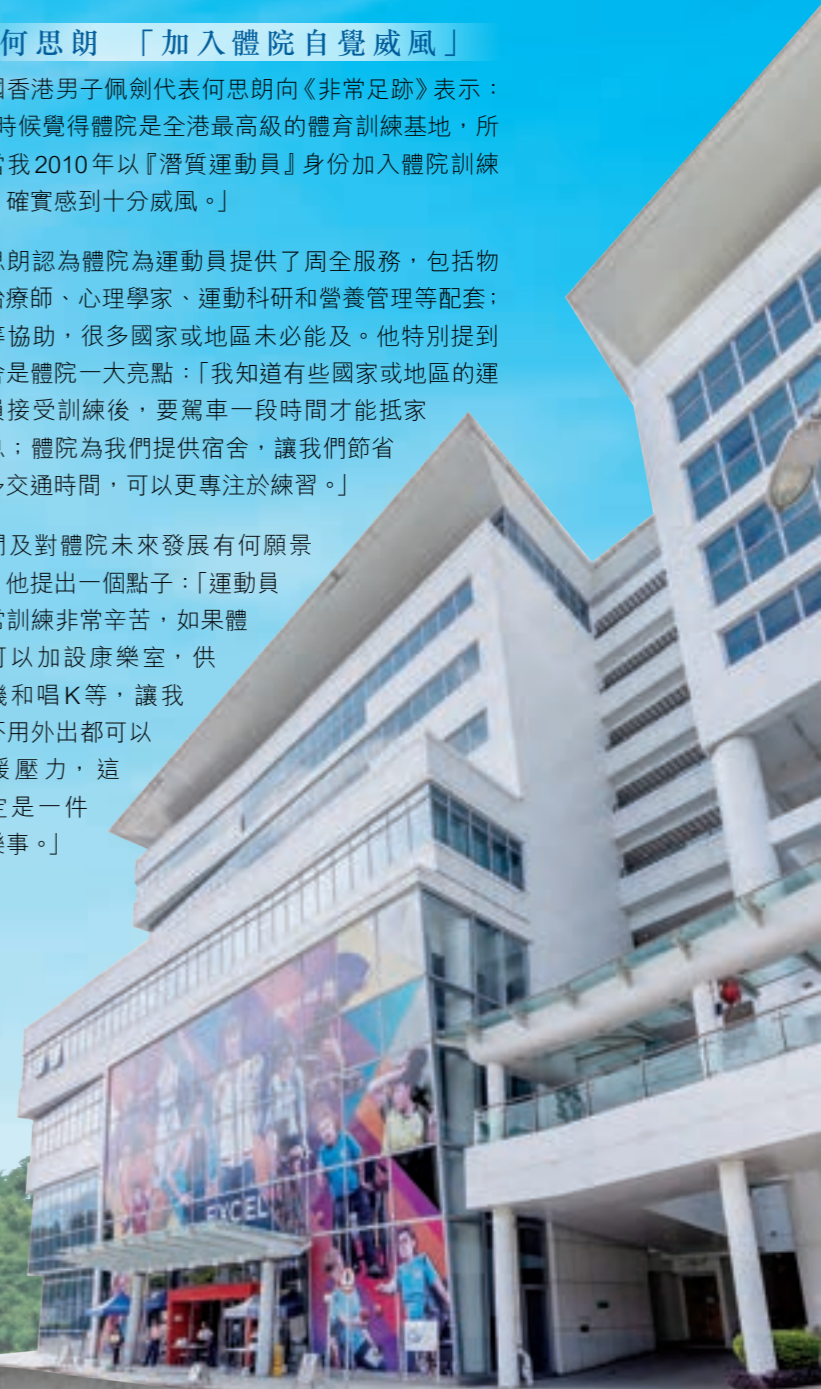 何思朗 「加入體院自覺威風」
國香港男子佩劍代表何思朗向《非常足跡》表示：
時候覺得體院是全港最高級的體育訓練基地，所
當我2010年以『潛質運動員』身份加入體院訓練
，確實感到十分威風。」
思朗認為體院為運動員提供了周全服務，包括物
治療師、心理學家、運動科研和營養管理等配套；
等協助，很多國家或地區未必能及。他特別提到
舍是體院一大亮點：「我知道有些國家或地區的運
員接受訓練後，要駕車一段時間才能抵家
息；體院為我們提供宿舍，讓我們節省
多交通時間，可以更專注於練習。」
問及對體院未來發展有何願景
，他提出一個點子：「運動員
常訓練非常辛苦，如果體
可以加設康樂室，供
機和唱K等，讓我
不用外出都可以
緩壓力，這
定是一件
樂事。」
EXCEL